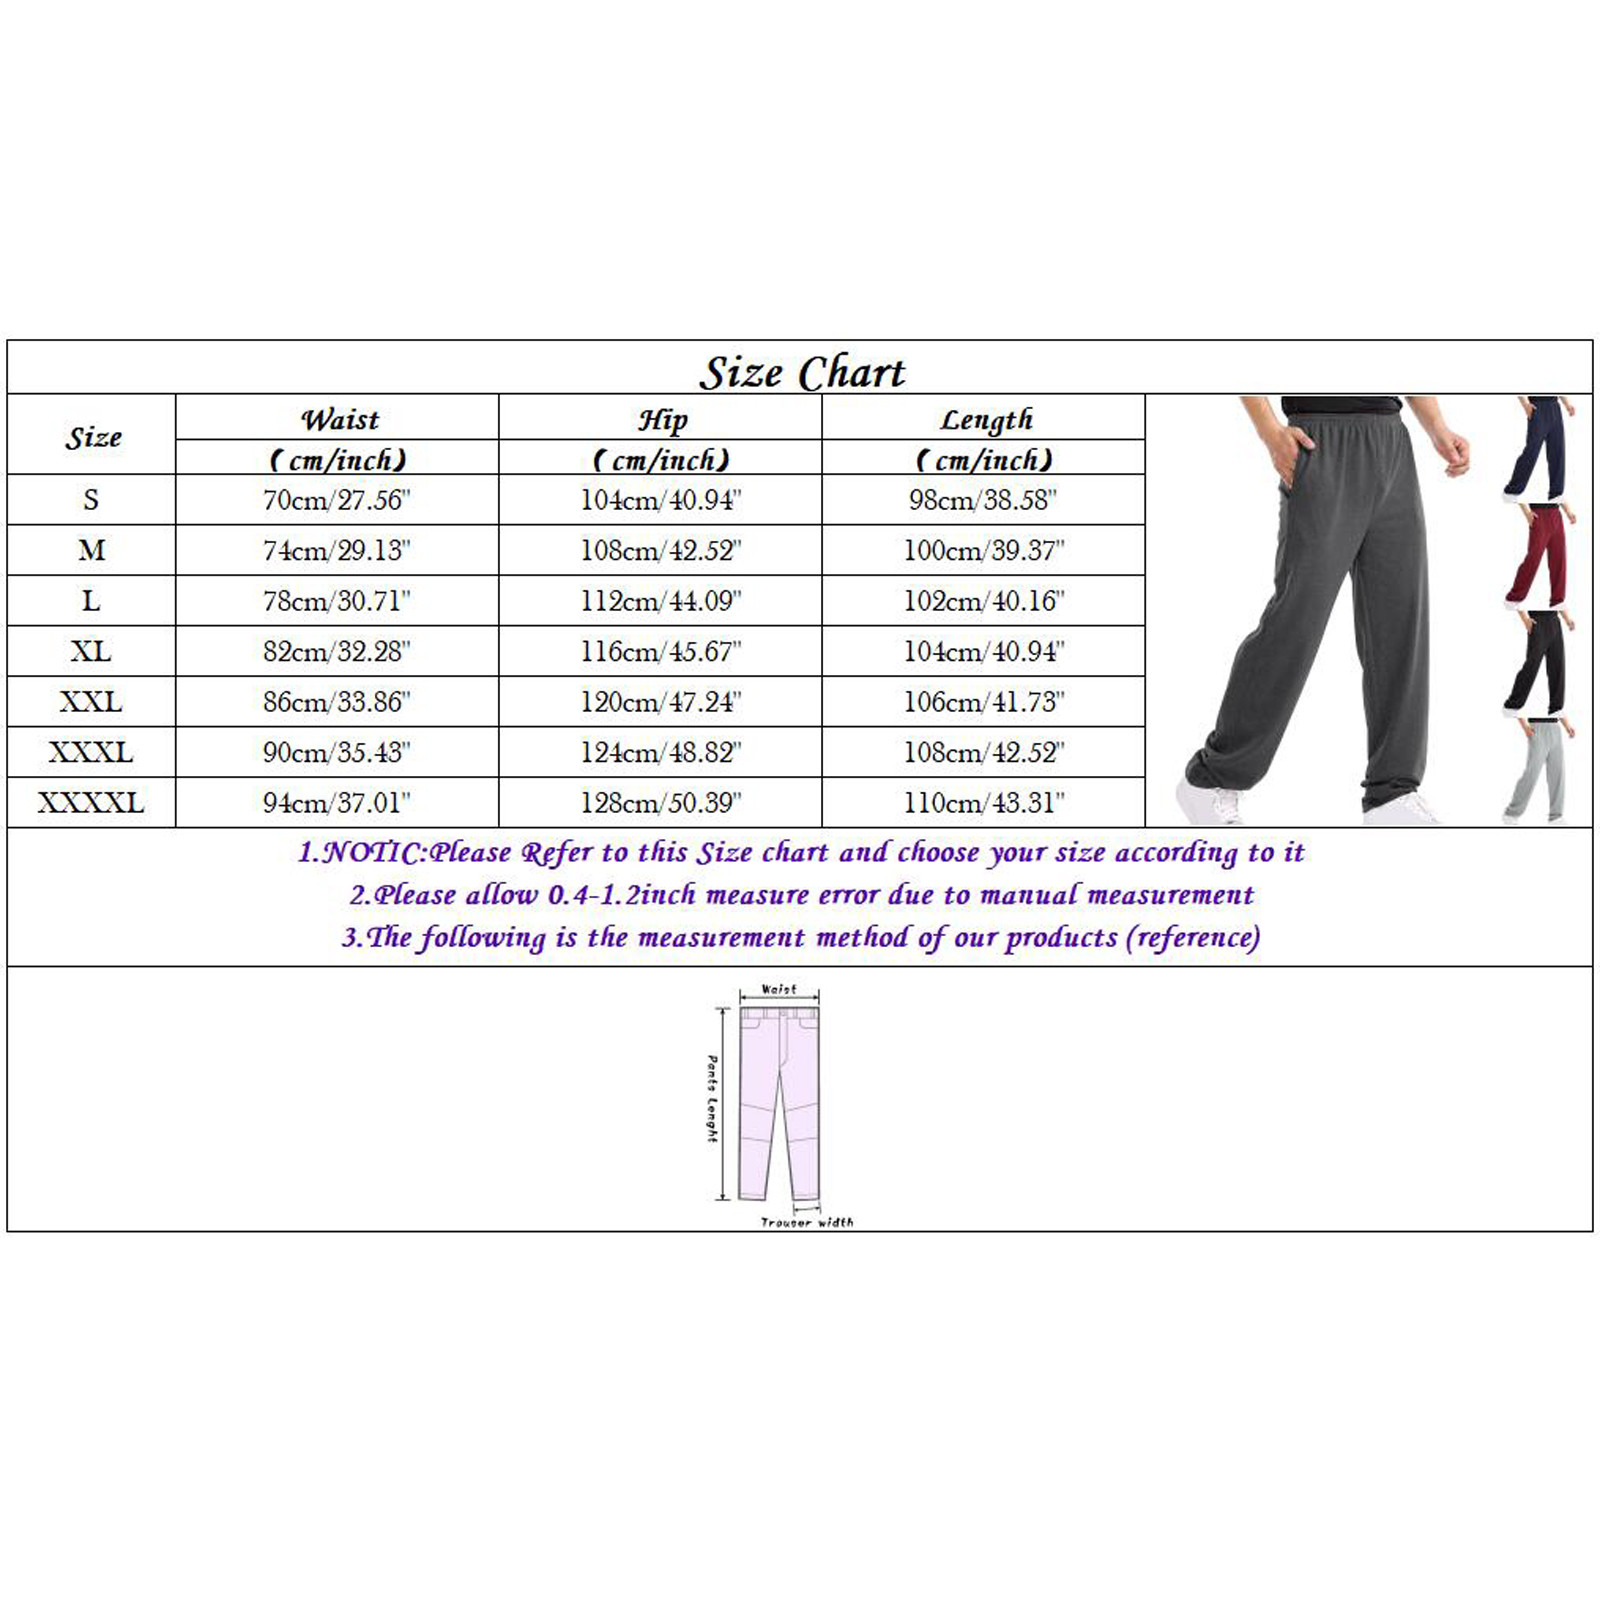 Size Chart
Size Waist Hip Length
( cm/inch) ( cm/inch) ( cm/inch)
S 70cm/27.56" 104cm/40.94" 98cm/38.58"
M 74cm/29.13" 108cm/42.52" 100cm/39.37"
L 78cm/30.71" 112cm/44.09" 102cm/40.16"
XL 82cm/32.28" 116cm/45.67" 104cm/40.94"
XXL 86cm/33.86" 120cm/47.24" 106cm/41.73"
XXXL 90cm/35.43" 124cm/48.82" 108cm/42.52"
XXXXL 94cm/37.01" 128cm/50.39" 110cm/43.31"
1.NOTIC:Please Refer to this Size chart and choose your size according to it
2.Please allow 0.4-1.2inch measure error due to manual measurement
3.The following is the measurement method of our products (reference)
Waist
Pants Lenght
Trouser width